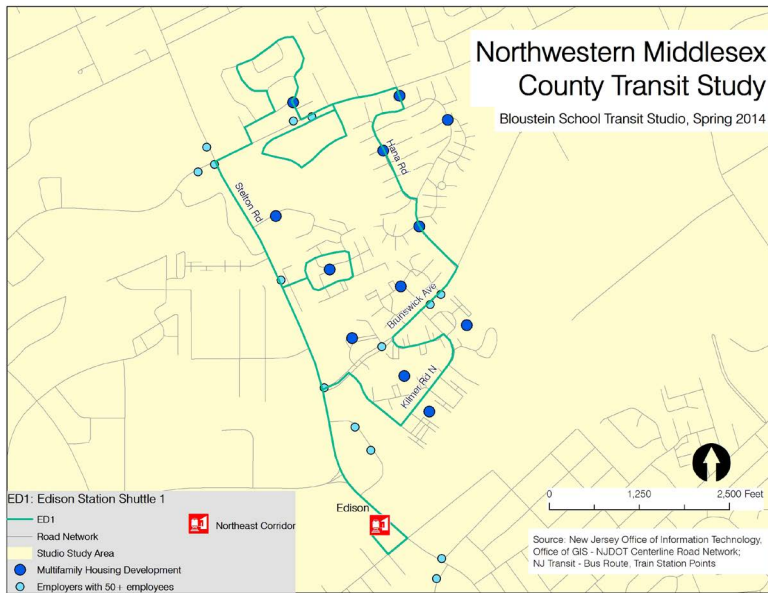 Northwestern Middlesex
County Transit Study
Bloustein School Transit Studio, Spring 2014
Hana Rd
Stelton Rd
Brunswick Ave
Kilmer Rd N
Edison
0 1,250 2,500 Feet
ED1: Edison Station Shuttle 1
ED1
Northeast Corridor
Road Network
Studio Study Area
Multifamily Housing Development
Employers with 50+ employees
Source: New Jersey Office of Information Technology,
Office of GIS - NJDOT Centerline Road Network;
NJ Transit - Bus Route, Train Station Points